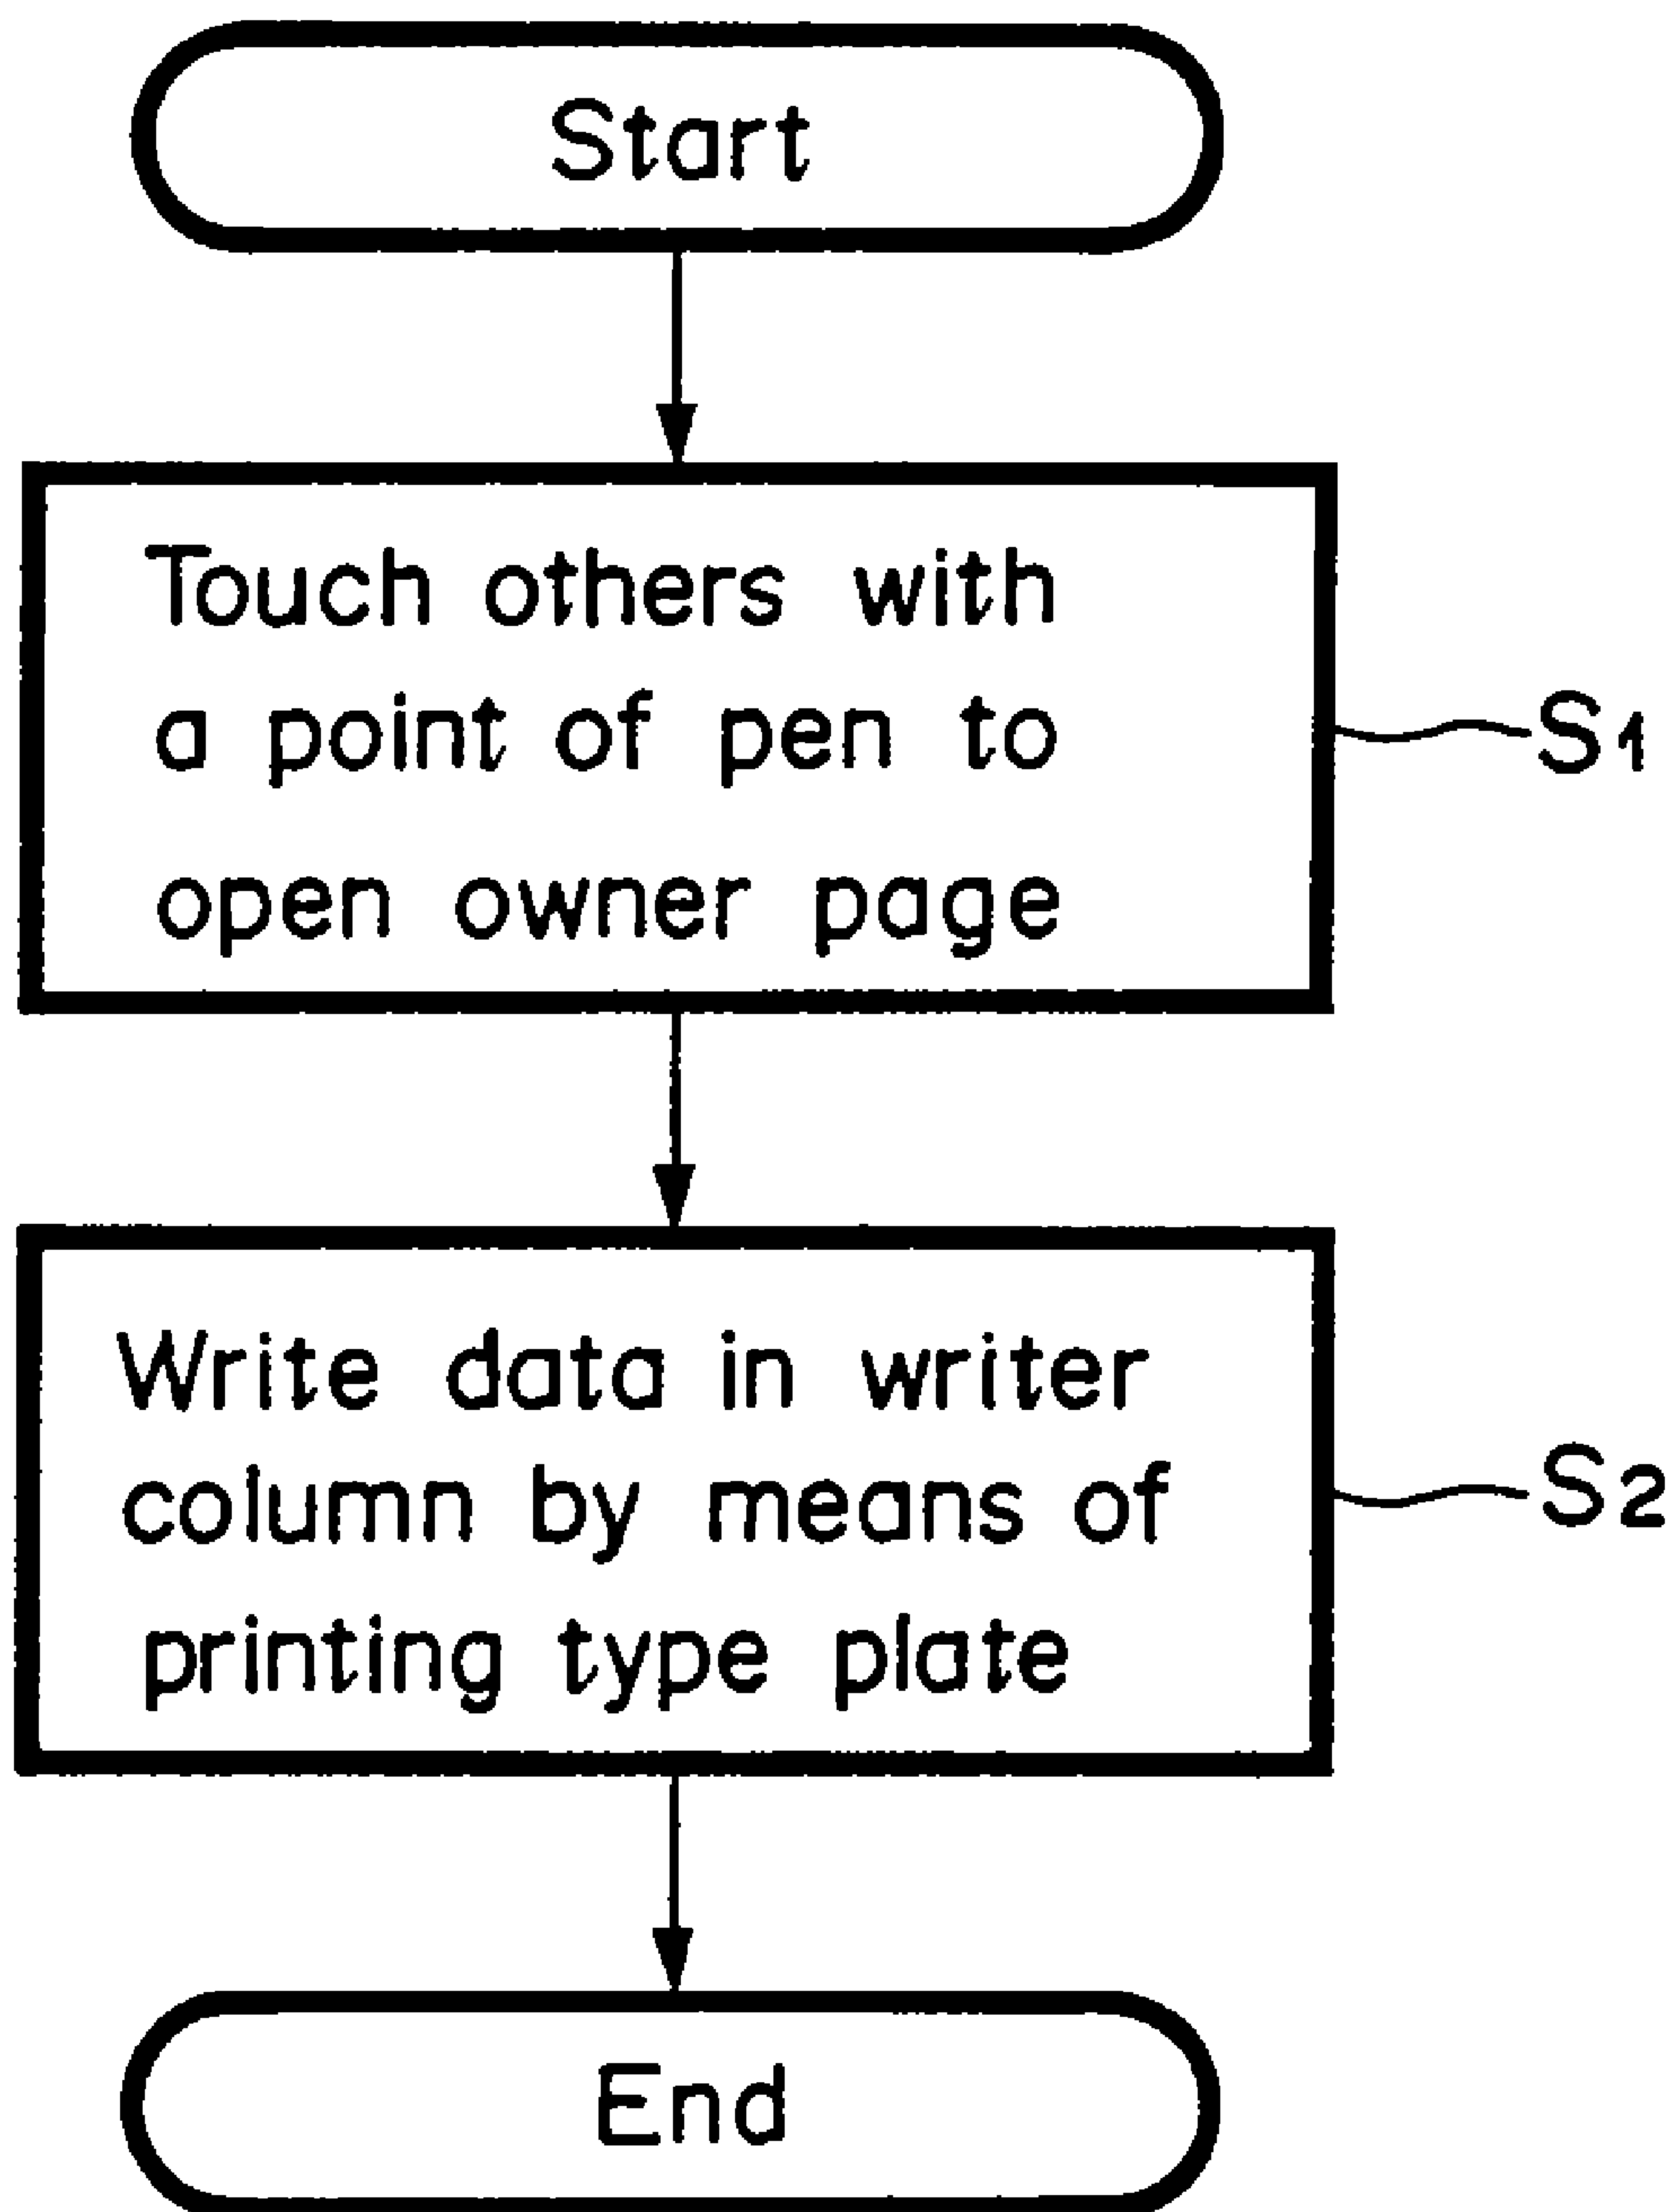 Start
Touch others with
a point of pen to
open owner page
S1
Write data in writer
column by means of
printing type plate
S2
End